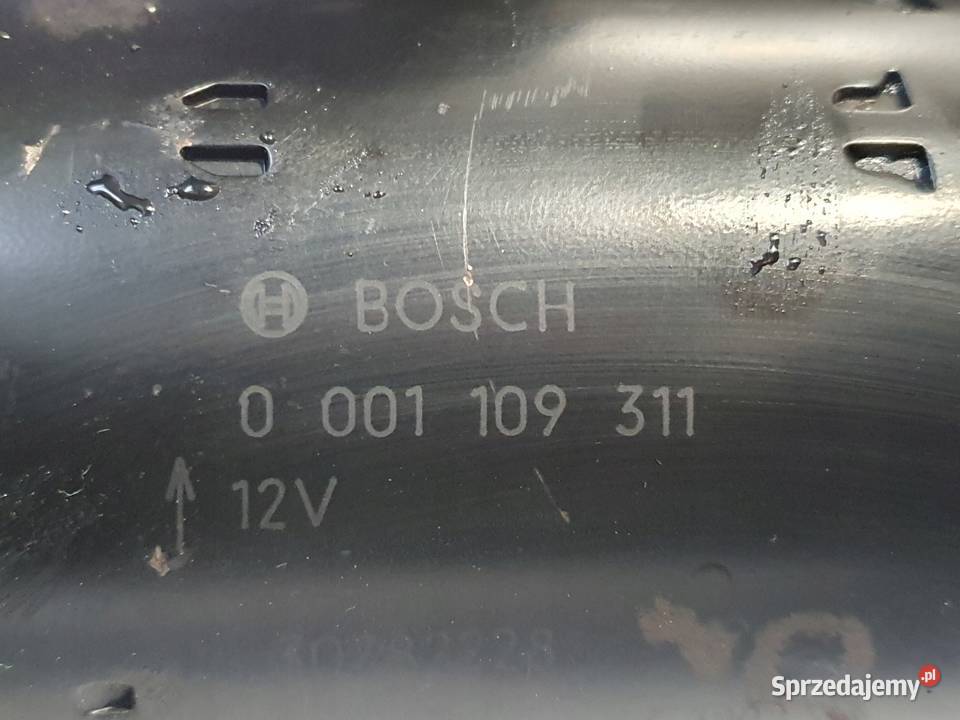 BOSCH
0 001 109 311
12V
Sprzedajemy.pl